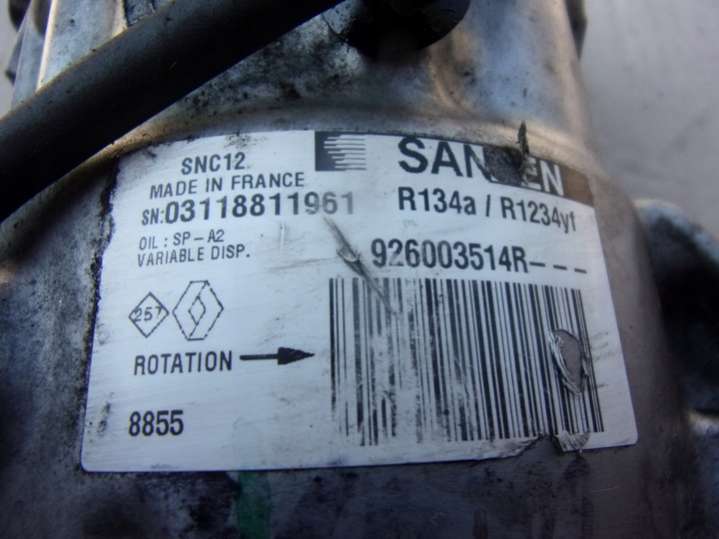 SNC12
MADE IN FRANCE
SN:03118811961
OIL : SP-A2
VARIABLE DISP.
R134a / R1234yf
926003514R---
257
ROTATION
8855